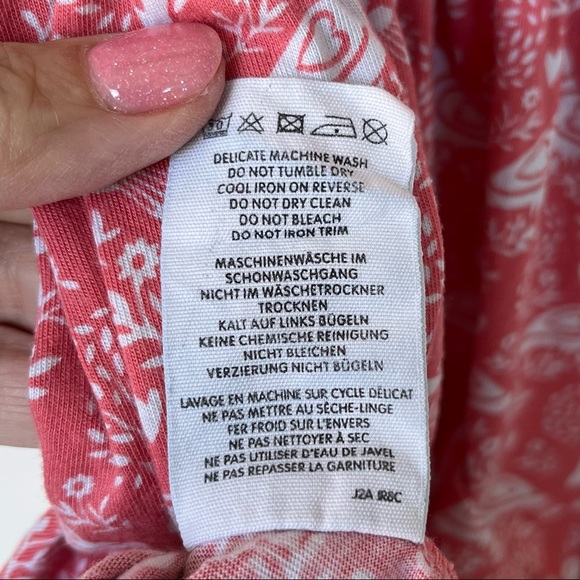 DELICATE MACHINE WASH
DO NOT TUMBLE DRY
COOL IRON ON REVERSE
DO NOT DRY CLEAN
DO NOT BLEACH
DO NOT IRON TRIM
MASCHINENWÄSCHE IM
SCHONWASCHGANG
NICHT IM WÄSCHETROCKNER
TROCKNEN
KALT AUF LINKS BÜGELN
KEINE CHEMISCHE REINIGUNG
NICHT BLEICHEN
VERZIERUNG NICHT BÜGELN
LAVAGE EN MACHINE SUR CYCLE DÉLICAT
NE PAS METTRE AU SÈCHE-LINGE
FER FROID SUR L'ENVERS
NE PAS NETTOYER À SEC
NE PAS UTILISER D'EAU DE JAVEL
NE PAS REPASSER LA GARNITURE
J2A IR8C